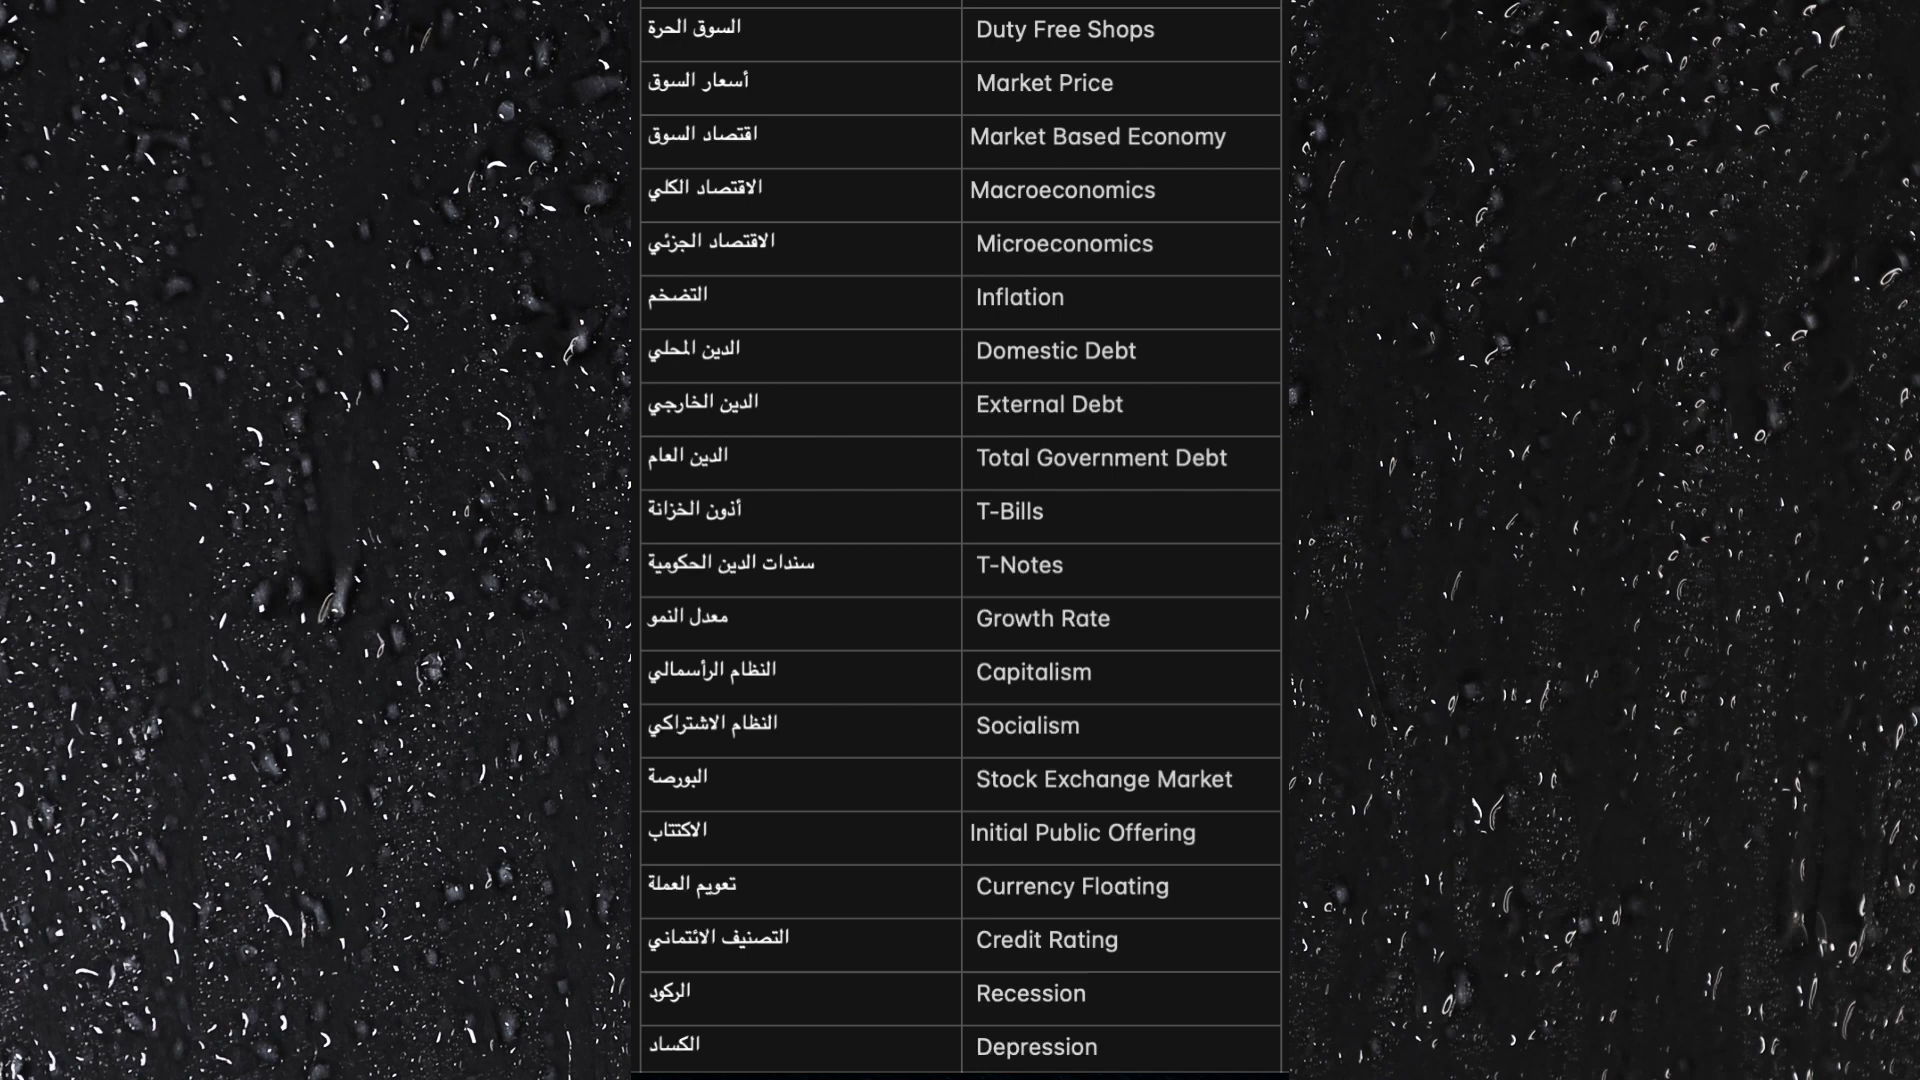 السوق الحرة Duty Free Shops
أسعار السوق Market Price
اقتصاد السوق Market Based Economy
الاقتصاد الكلي Macroeconomics
الاقتصاد الجزئي Microeconomics
التضخم Inflation
الدين المحلي Domestic Debt
الدين الخارجي External Debt
الدين العام Total Government Debt
أذون الخزانة T-Bills
سندات الدين الحكومية T-Notes
معدل النمو Growth Rate
النظام الرأسمالي Capitalism
النظام الاشتراكي Socialism
البورصة Stock Exchange Market
الاكتتاب Initial Public Offering
تعويم العملة Currency Floating
التصنيف الائتماني Credit Rating
الركود Recession
الكساد Depression